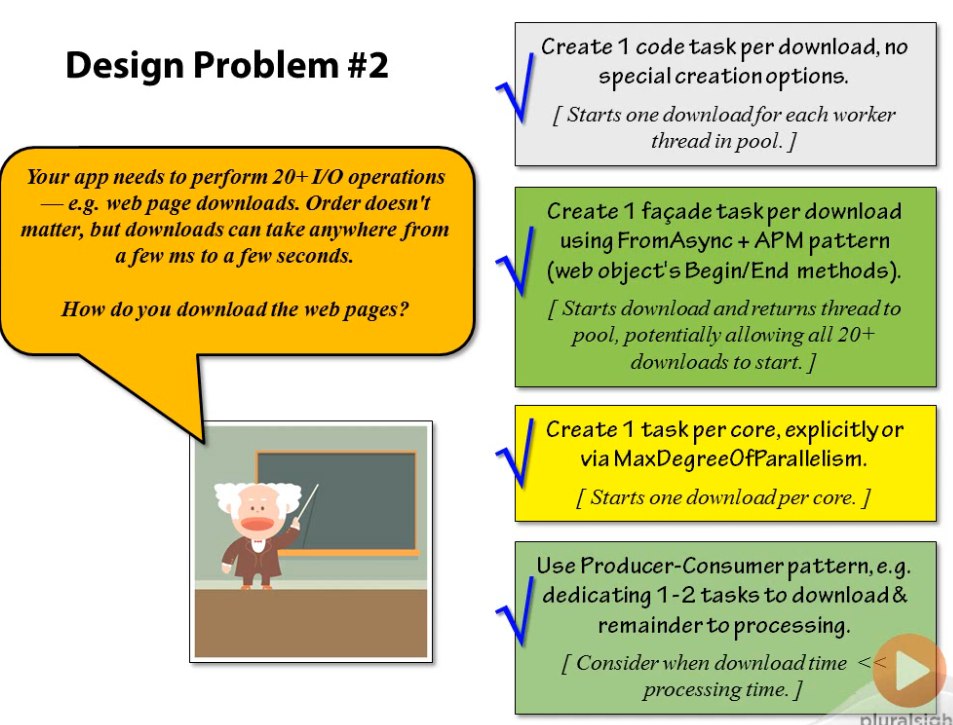 Design Problem #2
Your app needs to perform 20+ I/O operations
— e.g. web page downloads. Order doesn't
matter, but downloads can take anywhere from
a few ms to a few seconds.
How do you download the web pages?
Create 1 code task per download, no
special creation options.
[ Starts one download for each worker
thread in pool. ]
Create 1 façade task per download
using FromAsync + APM pattern
(web object's Begin/End methods).
[ Starts download and returns thread to
pool, potentially allowing all 20+
downloads to start. ]
Create 1 task per core, explicitly or
via MaxDegreeOfParallelism.
[ Starts one download per core. ]
Use Producer-Consumer pattern, e.g.
dedicating 1-2 tasks to download &
remainder to processing.
[ Consider when download time <<
processing time. ]
pluralsigh